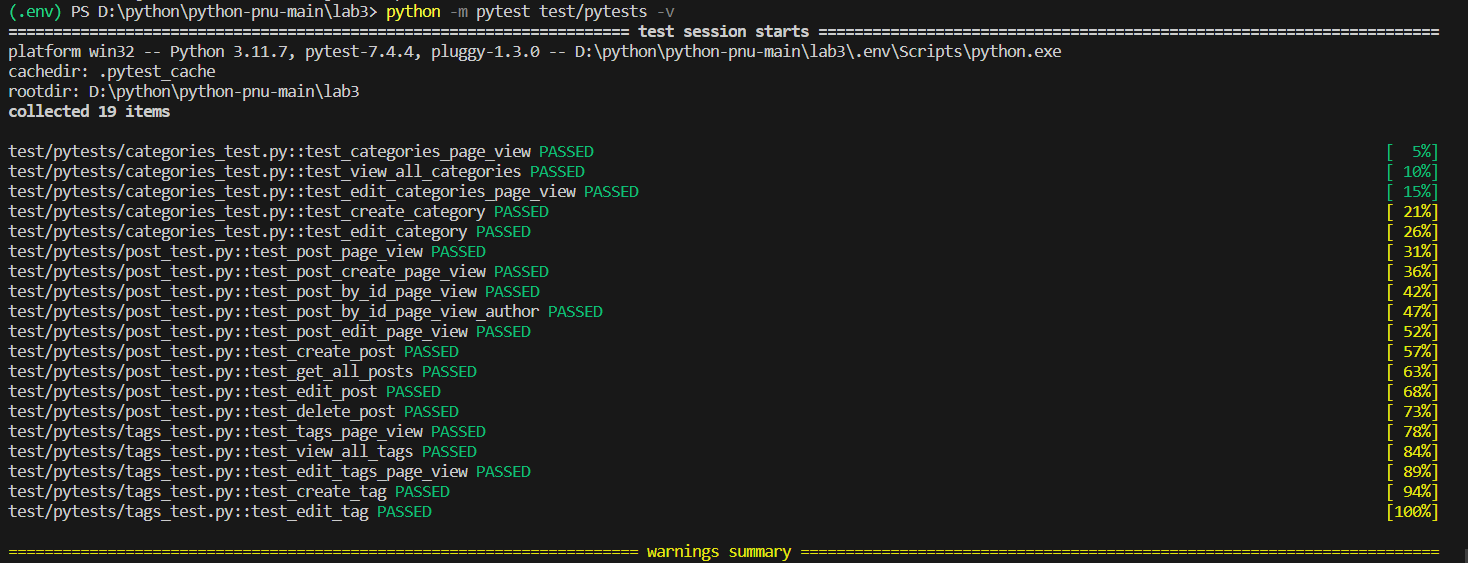 (.env) PS D:\python\python-pnu-main\lab3> python -m pytest test/pytests -v
======================================================================= test session starts ========================================================================
platform win32 -- Python 3.11.7, pytest-7.4.4, pluggy-1.3.0 -- D:\python\python-pnu-main\lab3\.env\Scripts\python.exe
cachedir: .pytest_cache
rootdir: D:\python\python-pnu-main\lab3
collected 19 items
test/pytests/categories_test.py::test_categories_page_view PASSED [  5%]
test/pytests/categories_test.py::test_view_all_categories PASSED [ 10%]
test/pytests/categories_test.py::test_edit_categories_page_view PASSED [ 15%]
test/pytests/categories_test.py::test_create_category PASSED [ 21%]
test/pytests/categories_test.py::test_edit_category PASSED [ 26%]
test/pytests/post_test.py::test_post_page_view PASSED [ 31%]
test/pytests/post_test.py::test_post_create_page_view PASSED [ 36%]
test/pytests/post_test.py::test_post_by_id_page_view PASSED [ 42%]
test/pytests/post_test.py::test_post_by_id_page_view_author PASSED [ 47%]
test/pytests/post_test.py::test_post_edit_page_view PASSED [ 52%]
test/pytests/post_test.py::test_create_post PASSED [ 57%]
test/pytests/post_test.py::test_get_all_posts PASSED [ 63%]
test/pytests/post_test.py::test_edit_post PASSED [ 68%]
test/pytests/post_test.py::test_delete_post PASSED [ 73%]
test/pytests/tags_test.py::test_tags_page_view PASSED [ 78%]
test/pytests/tags_test.py::test_view_all_tags PASSED [ 84%]
test/pytests/tags_test.py::test_edit_tags_page_view PASSED [ 89%]
test/pytests/tags_test.py::test_create_tag PASSED [ 94%]
test/pytests/tags_test.py::test_edit_tag PASSED [100%]
======================================================================== warnings summary =========================================================================